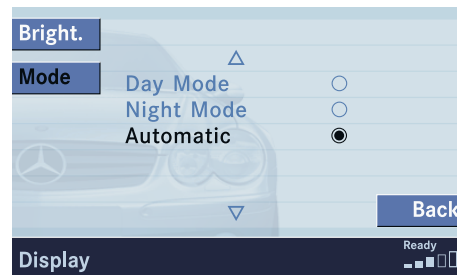 Bright.
Mode
Day Mode
Night Mode
Automatic
Back
Display
Ready